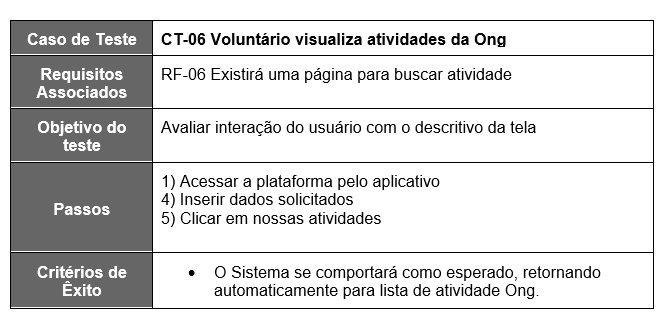 Caso de Teste
CT-06 Voluntário visualiza atividades da Ong
Requisitos
Associados
RF-06 Existirá uma página para buscar atividade
Objetivo do
teste
Avaliar interação do usuário com o descritivo da tela
Passos
1) Acessar a plataforma pelo aplicativo
4) Inserir dados solicitados
5) Clicar em nossas atividades
Critérios de
Êxito
• O Sistema se comportará como esperado, retornando
automaticamente para lista de atividade Ong.